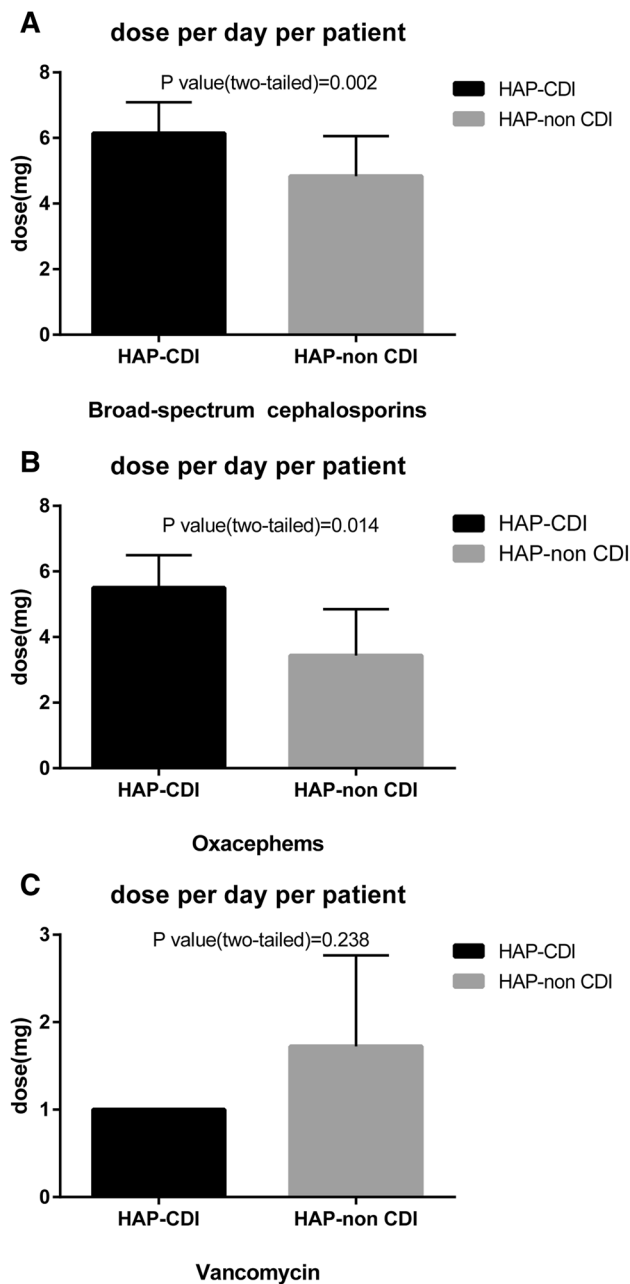 A
dose per day per patient
P value(two-tailed)=0.002
HAP-CDI
HAP-non CDI
dose(mg)
8
6
4
2
0
HAP-CDI HAP-non CDI
Broad-spectrum cephalosporins
B
dose per day per patient
P value(two-tailed)=0.014
HAP-CDI
HAP-non CDI
dose(mg)
8
6
4
2
0
HAP-CDI HAP-non CDI
Oxacephems
C
dose per day per patient
P value(two-tailed)=0.238
HAP-CDI
HAP-non CDI
dose(mg)
3
2
1
0
HAP-CDI HAP-non CDI
Vancomycin